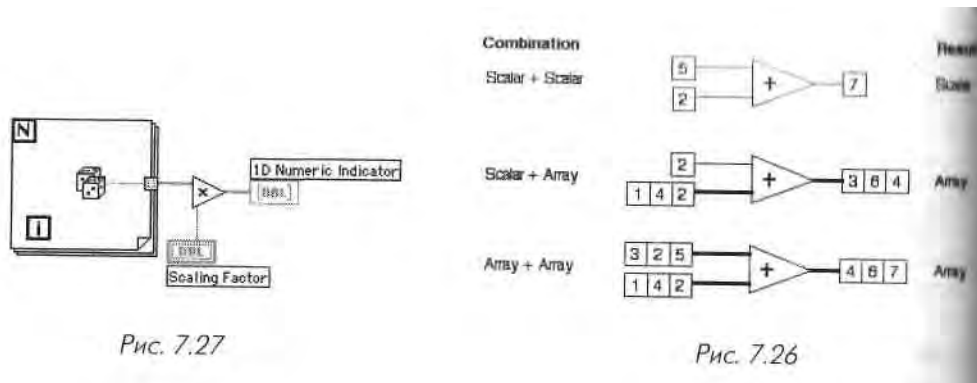 N
i
×
1D Numeric Indicator
[DBL]
DBL
Scaling Factor
Рис. 7.27
Combination
Scalar + Scalar
5
2
+
7
Scalar + Array
2
1 4 2
+
3 6 4
Array
Array + Array
3 2 5
1 4 2
+
4 6 7
Array
Рис. 7.26